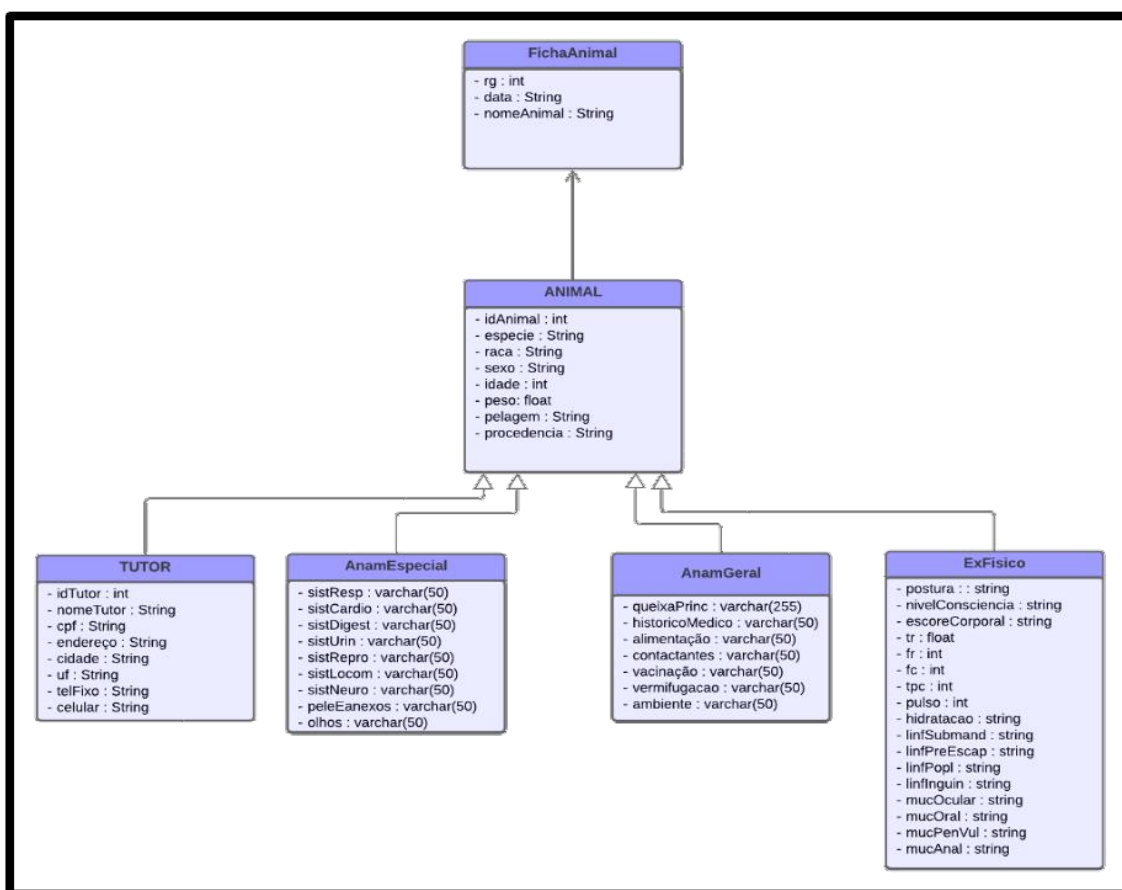 FichaAnimal
- rg : int
- data : String
- nomeAnimal : String
ANIMAL
- idAnimal : int
- especie : String
- raca : String
- sexo : String
- idade : int
- peso: float
- pelagem : String
- procedencia : String
TUTOR
- idTutor : int
- nomeTutor : String
- cpf : String
- endereço : String
- cidade : String
- uf : String
- telFixo : String
- celular : String
AnamEspecial
- sistResp : varchar(50)
- sistCardio : varchar(50)
- sistDigest : varchar(50)
- sistUrin : varchar(50)
- sistRepro : varchar(50)
- sistLocom : varchar(50)
- sistNeuro : varchar(50)
- peleEanexos : varchar(50)
- olhos : varchar(50)
AnamGeral
- queixaPrinc : varchar(255)
- historicoMedico : varchar(50)
- alimentação : varchar(50)
- contactantes : varchar(50)
- vacinação : varchar(50)
- vermifugacao : varchar(50)
- ambiente : varchar(50)
ExFisico
- postura : : string
- nivelConsciencia : string
- escoreCorporal : string
- tr : float
- fr : int
- fc : int
- tpc : int
- pulso : int
- hidratacao : string
- linfSubmand : string
- linfPreEscap : string
- linfPopl : string
- linfInguin : string
- mucOcular : string
- mucOral : string
- mucPenVul : string
- mucAnal : string